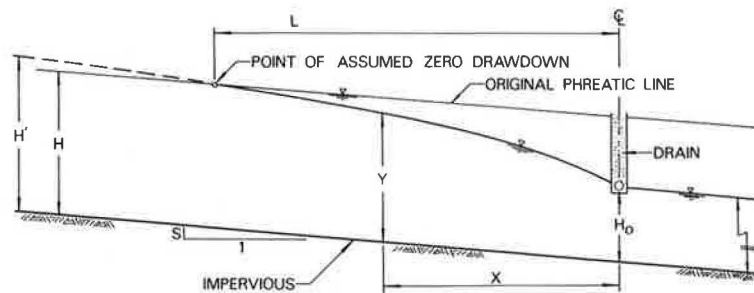 L
℄
POINT OF ASSUMED ZERO DRAWDOWN
ORIGINAL PHREATIC LINE
H'
H
Y
DRAIN
S
1
H₀
IMPERVIOUS
X